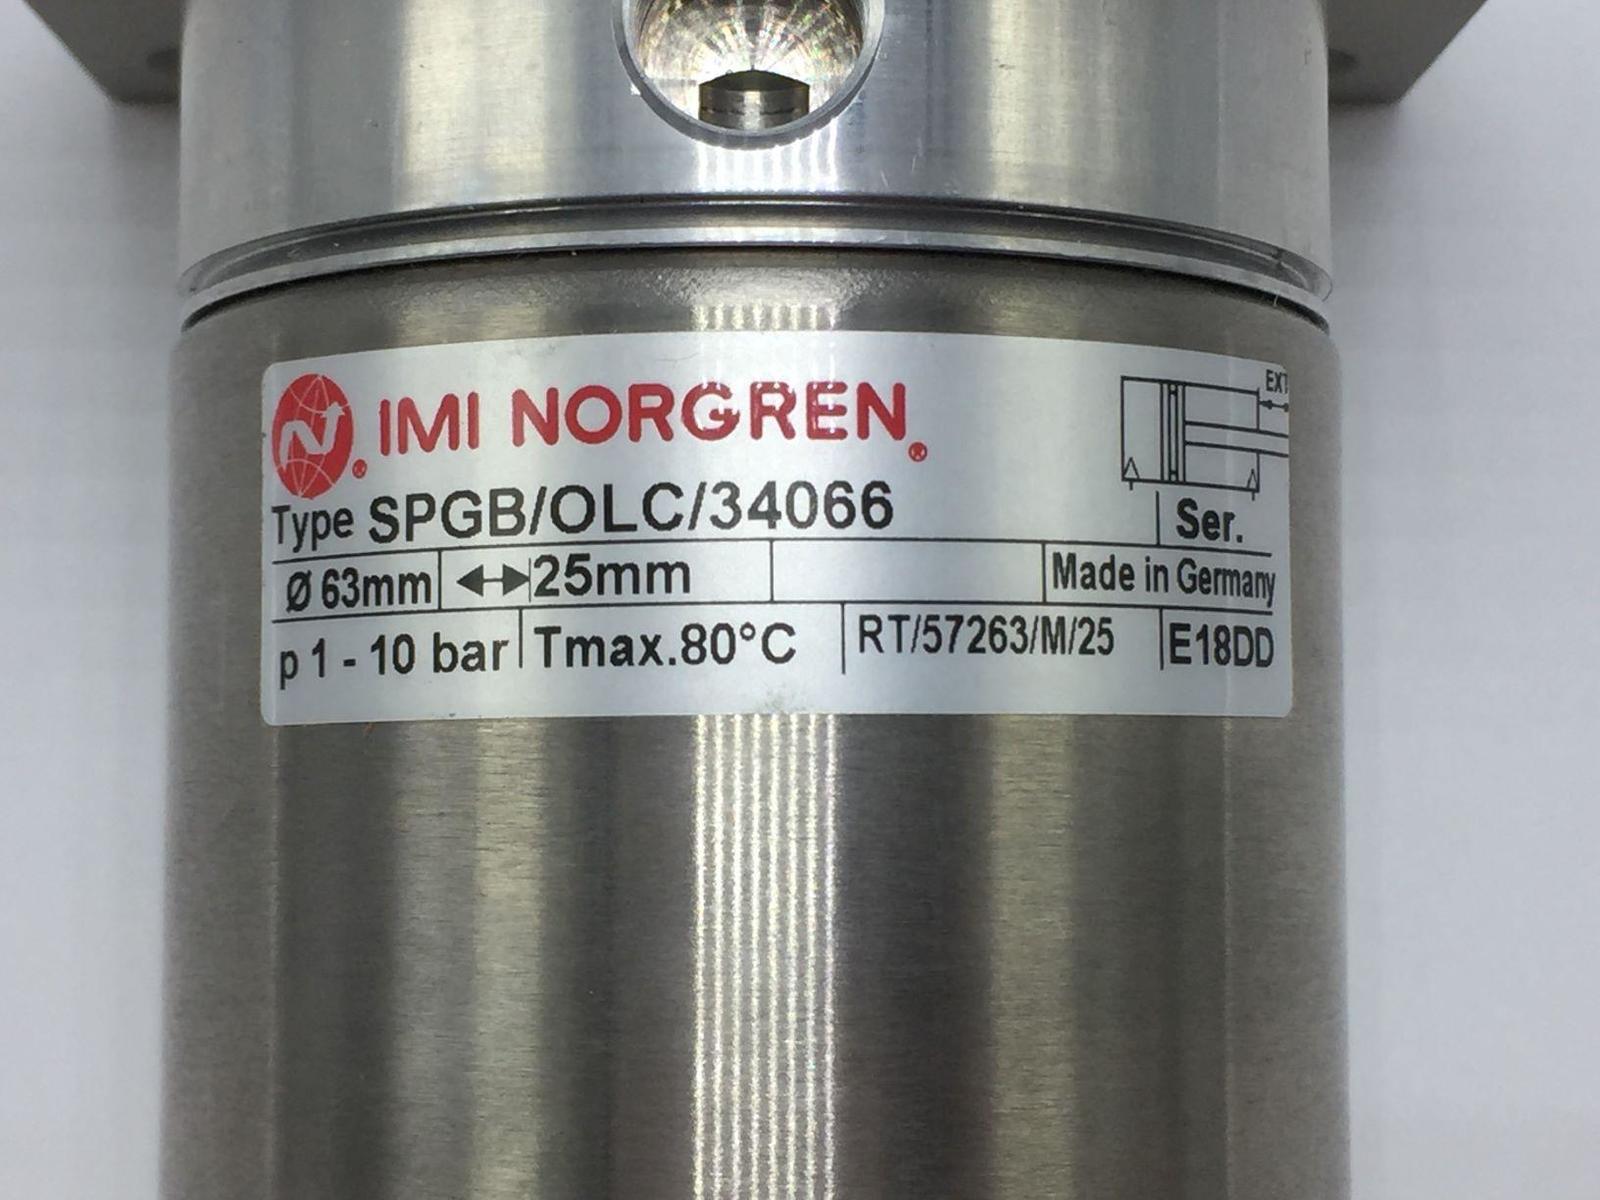 IMI NORGREN®
EXT
Type SPGB/OLC/34066
Ser.
Ø 63mm
25mm
Made in Germany
p 1 - 10 bar
Tmax.80°C
RT/57263/M/25
E18DD